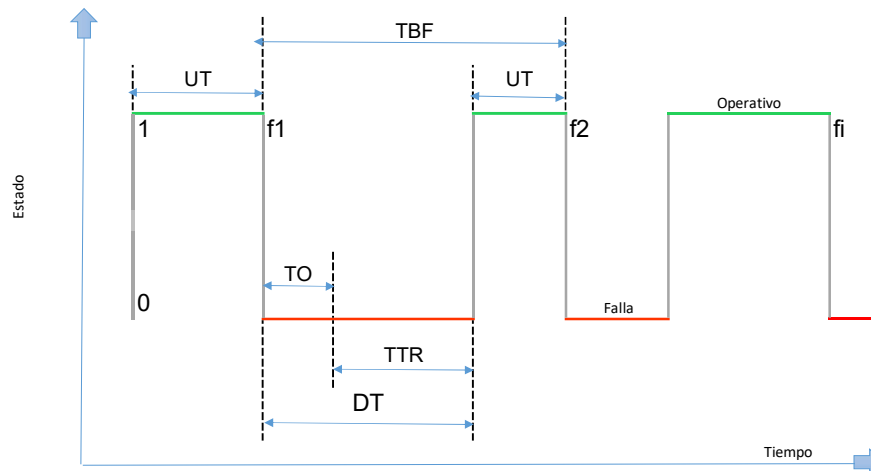 TBF
UT
UT
Operativo
1
f1
f2
fi
Estado
TO
0
Falla
TTR
DT
Tiempo